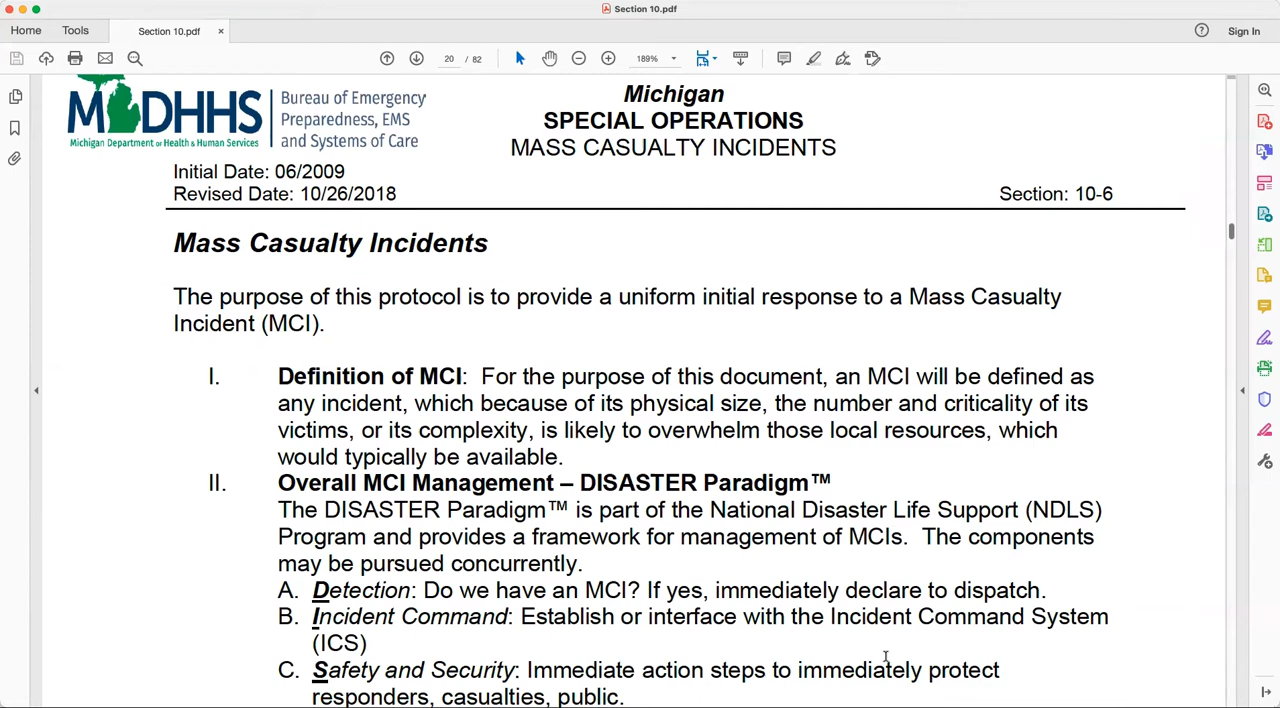 Section 10.pdf
Home
Tools
Section 10.pdf
×
Sign In
20
/ 82
189%
MDHHS
Michigan Department of Health & Human Services
Bureau of Emergency
Preparedness, EMS
and Systems of Care
Michigan
SPECIAL OPERATIONS
MASS CASUALTY INCIDENTS
Initial Date: 06/2009
Revised Date: 10/26/2018
Section: 10-6
Mass Casualty Incidents
The purpose of this protocol is to provide a uniform initial response to a Mass Casualty
Incident (MCI).
I. Definition of MCI: For the purpose of this document, an MCI will be defined as
any incident, which because of its physical size, the number and criticality of its
victims, or its complexity, is likely to overwhelm those local resources, which
would typically be available.
II. Overall MCI Management – DISASTER Paradigm™
The DISASTER Paradigm™ is part of the National Disaster Life Support (NDLS)
Program and provides a framework for management of MCIs. The components
may be pursued concurrently.
A. Detection: Do we have an MCI? If yes, immediately declare to dispatch.
B. Incident Command: Establish or interface with the Incident Command System
(ICS)
C. Safety and Security: Immediate action steps to immediately protect
responders, casualties, public.